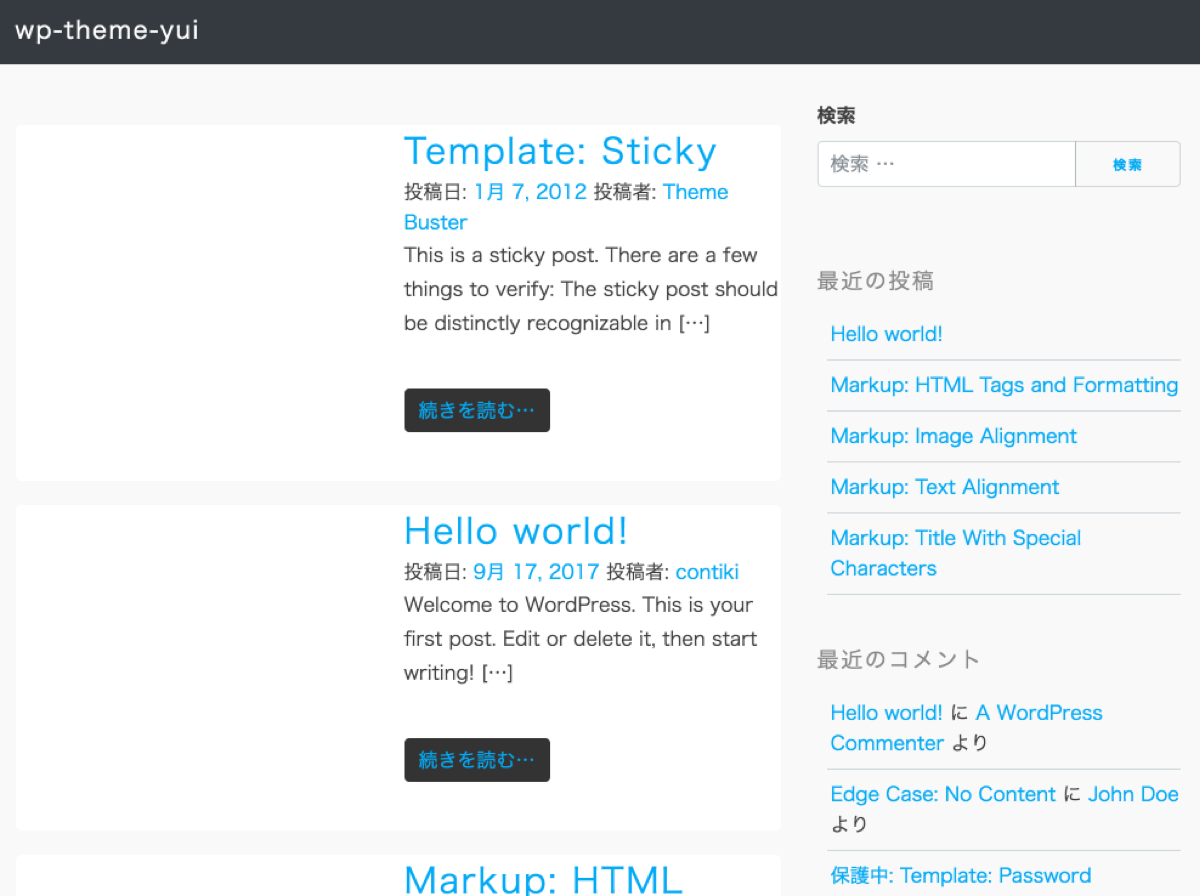 wp-theme-yui
Template: Sticky
投稿日: 1月 7, 2012 投稿者: Theme
Buster
This is a sticky post. There are a few
things to verify: The sticky post should
be distinctly recognizable in […]
続きを読む…
Hello world!
投稿日: 9月 17, 2017 投稿者: contiki
Welcome to WordPress. This is your
first post. Edit or delete it, then start
writing! […]
続きを読む…
Markup: HTML
検索
検索 …
検索
最近の投稿
Hello world!
Markup: HTML Tags and Formatting
Markup: Image Alignment
Markup: Text Alignment
Markup: Title With Special
Characters
最近のコメント
Hello world! に A WordPress
Commenter より
Edge Case: No Content に John Doe
より
保護中: Template: Password